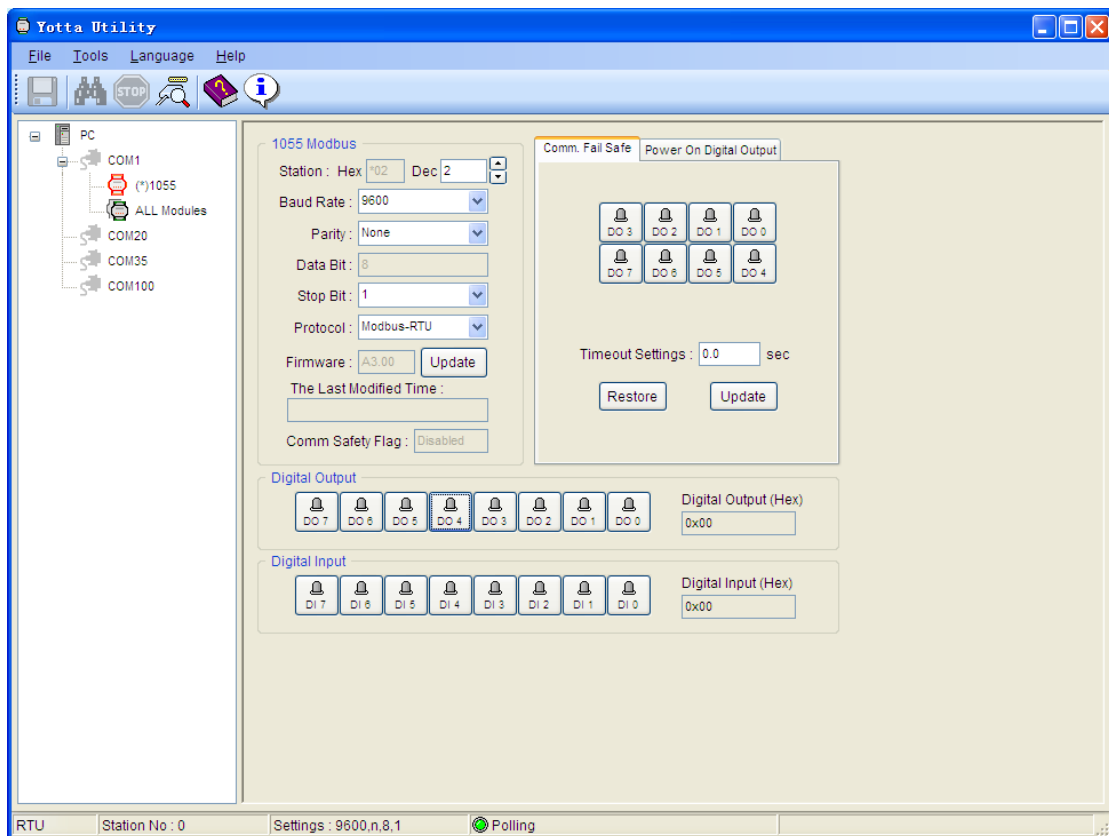 Yotta Utility
File Tools Language Help
STOP
PC
COM1
(*)1055
ALL Modules
COM20
COM35
COM100
1055 Modbus
Station : Hex *02 Dec 2
Baud Rate : 9600
Parity : None
Data Bit : 8
Stop Bit : 1
Protocol : Modbus-RTU
Firmware : A3.00 Update
The Last Modified Time :
Comm Safety Flag : Disabled
Comm. Fail Safe Power On Digital Output
DO 3 DO 2 DO 1 DO 0
DO 7 DO 6 DO 5 DO 4
Timeout Settings : 0.0 sec
Restore Update
Digital Output
DO 7 DO 6 DO 5 DO 4 DO 3 DO 2 DO 1 DO 0
Digital Output (Hex)
0x00
Digital Input
DI 7 DI 6 DI 5 DI 4 DI 3 DI 2 DI 1 DI 0
Digital Input (Hex)
0x00
RTU Station No : 0 Settings : 9600,n,8,1 Polling